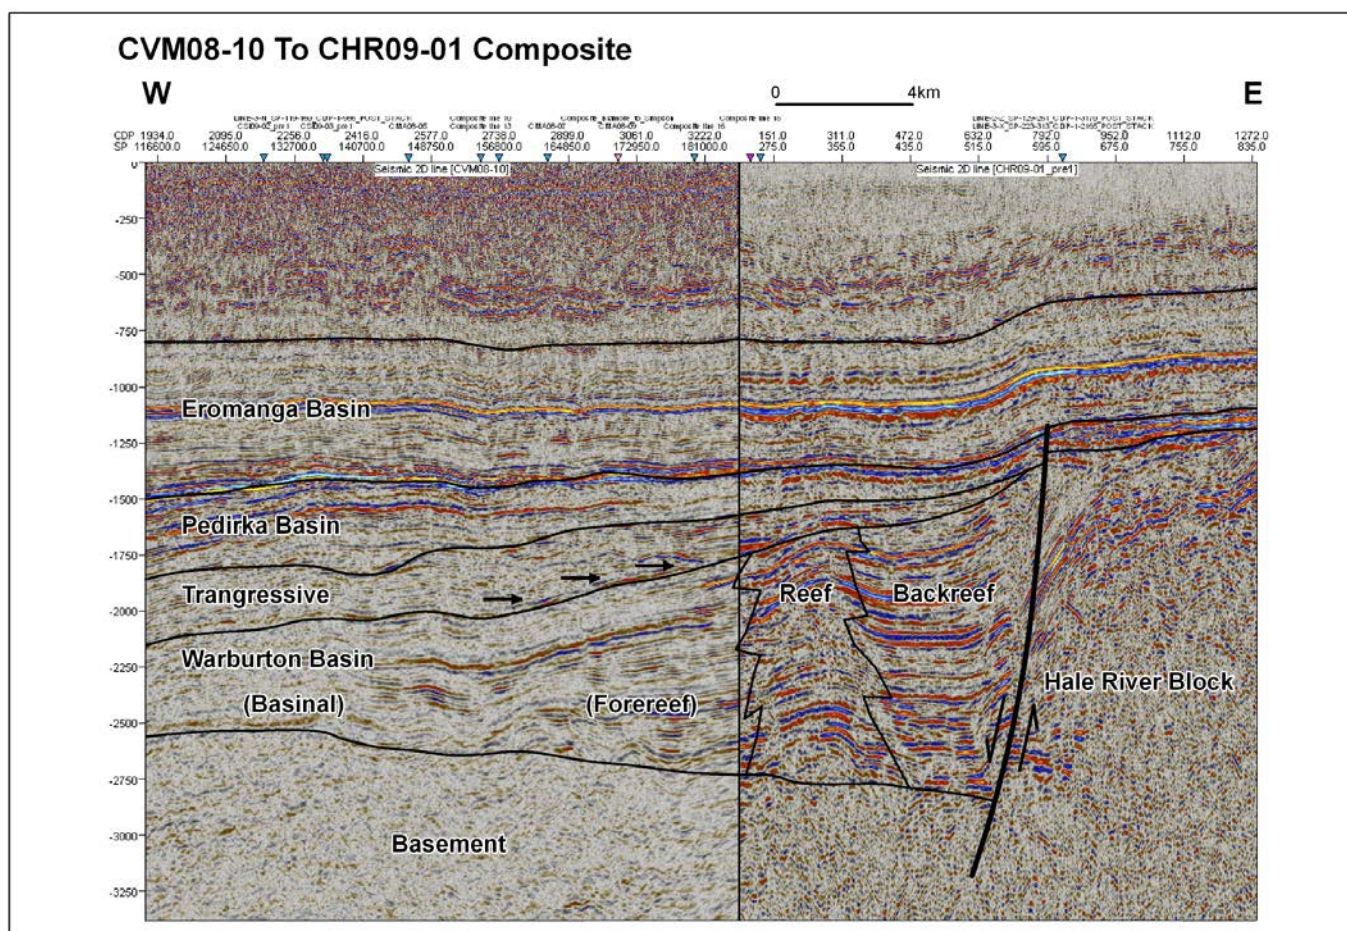 CVM08-10 To CHR09-01 Composite
W
0 4km
E
CDP 1934.0 2095.0 2256.0 2416.0 2577.0 2738.0 2899.0 3061.0 3222.0 151.0 311.0 472.0 632.0 792.0 952.0 1112.0 1272.0
SP 116600.0 124650.0 132700.0 140700.0 148750.0 156800.0 164850.0 172950.0 181000.0 275.0 355.0 435.0 515.0 595.0 675.0 755.0 835.0
Seismic 2D line [CVM08-10] Seismic 2D line [CHR09-01_pre1]
0
-250
-500
-750
-1000
Eromanga Basin
-1250
-1500
Pedirka Basin
-1750
Trangressive Reef Backreef
-2000
Warburton Basin
-2250
(Basinal) (Forereef) Hale River Block
-2500
-2750
Basement
-3000
-3250